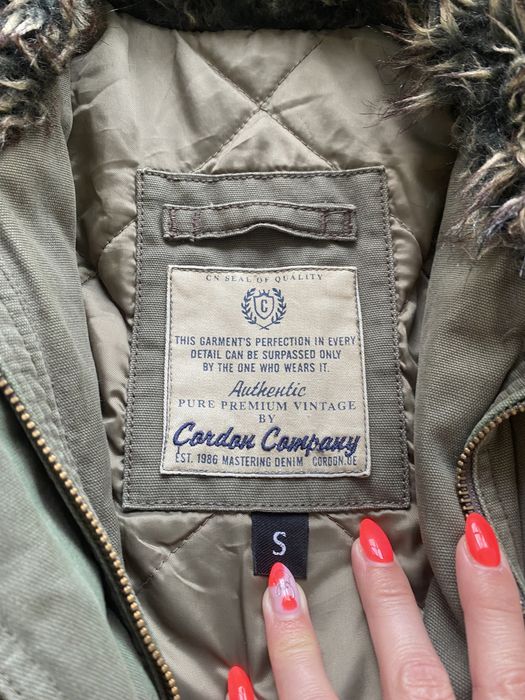 CN SEAL OF QUALITY
C
THIS GARMENT'S PERFECTION IN EVERY
DETAIL CAN BE SURPASSED ONLY
BY THE ONE WHO WEARS IT.
Authentic
PURE PREMIUM VINTAGE
BY
Cordon Company
EST. 1986 MASTERING DENIM CORDON.DE
S